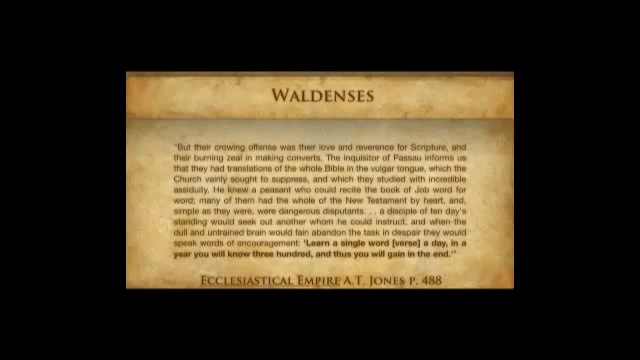 WALDENSES
"But their crowing offense was their love and reverence for Scripture, and
their burning zeal in making converts. The inquisitor of Passau informs us
that they had translations of the whole Bible in the vulgar tongue, which the
Church vainly sought to suppress, and which they studied with incredible
assiduity. He knew a peasant who could recite the book of Job word for
word; many of them had the whole of the New Testament by heart, and,
simple as they were, were dangerous disputants. . . a disciple of ten day's
standing would seek out another whom he could instruct, and when the
dull and untrained brain would fain abandon the task in despair they would
speak words of encouragement: 'Learn a single word [verse] a day, in a
year you will know three hundred, and thus you will gain in the end.''
ECCLESIASTICAL EMPIRE A.T. JONES P. 488